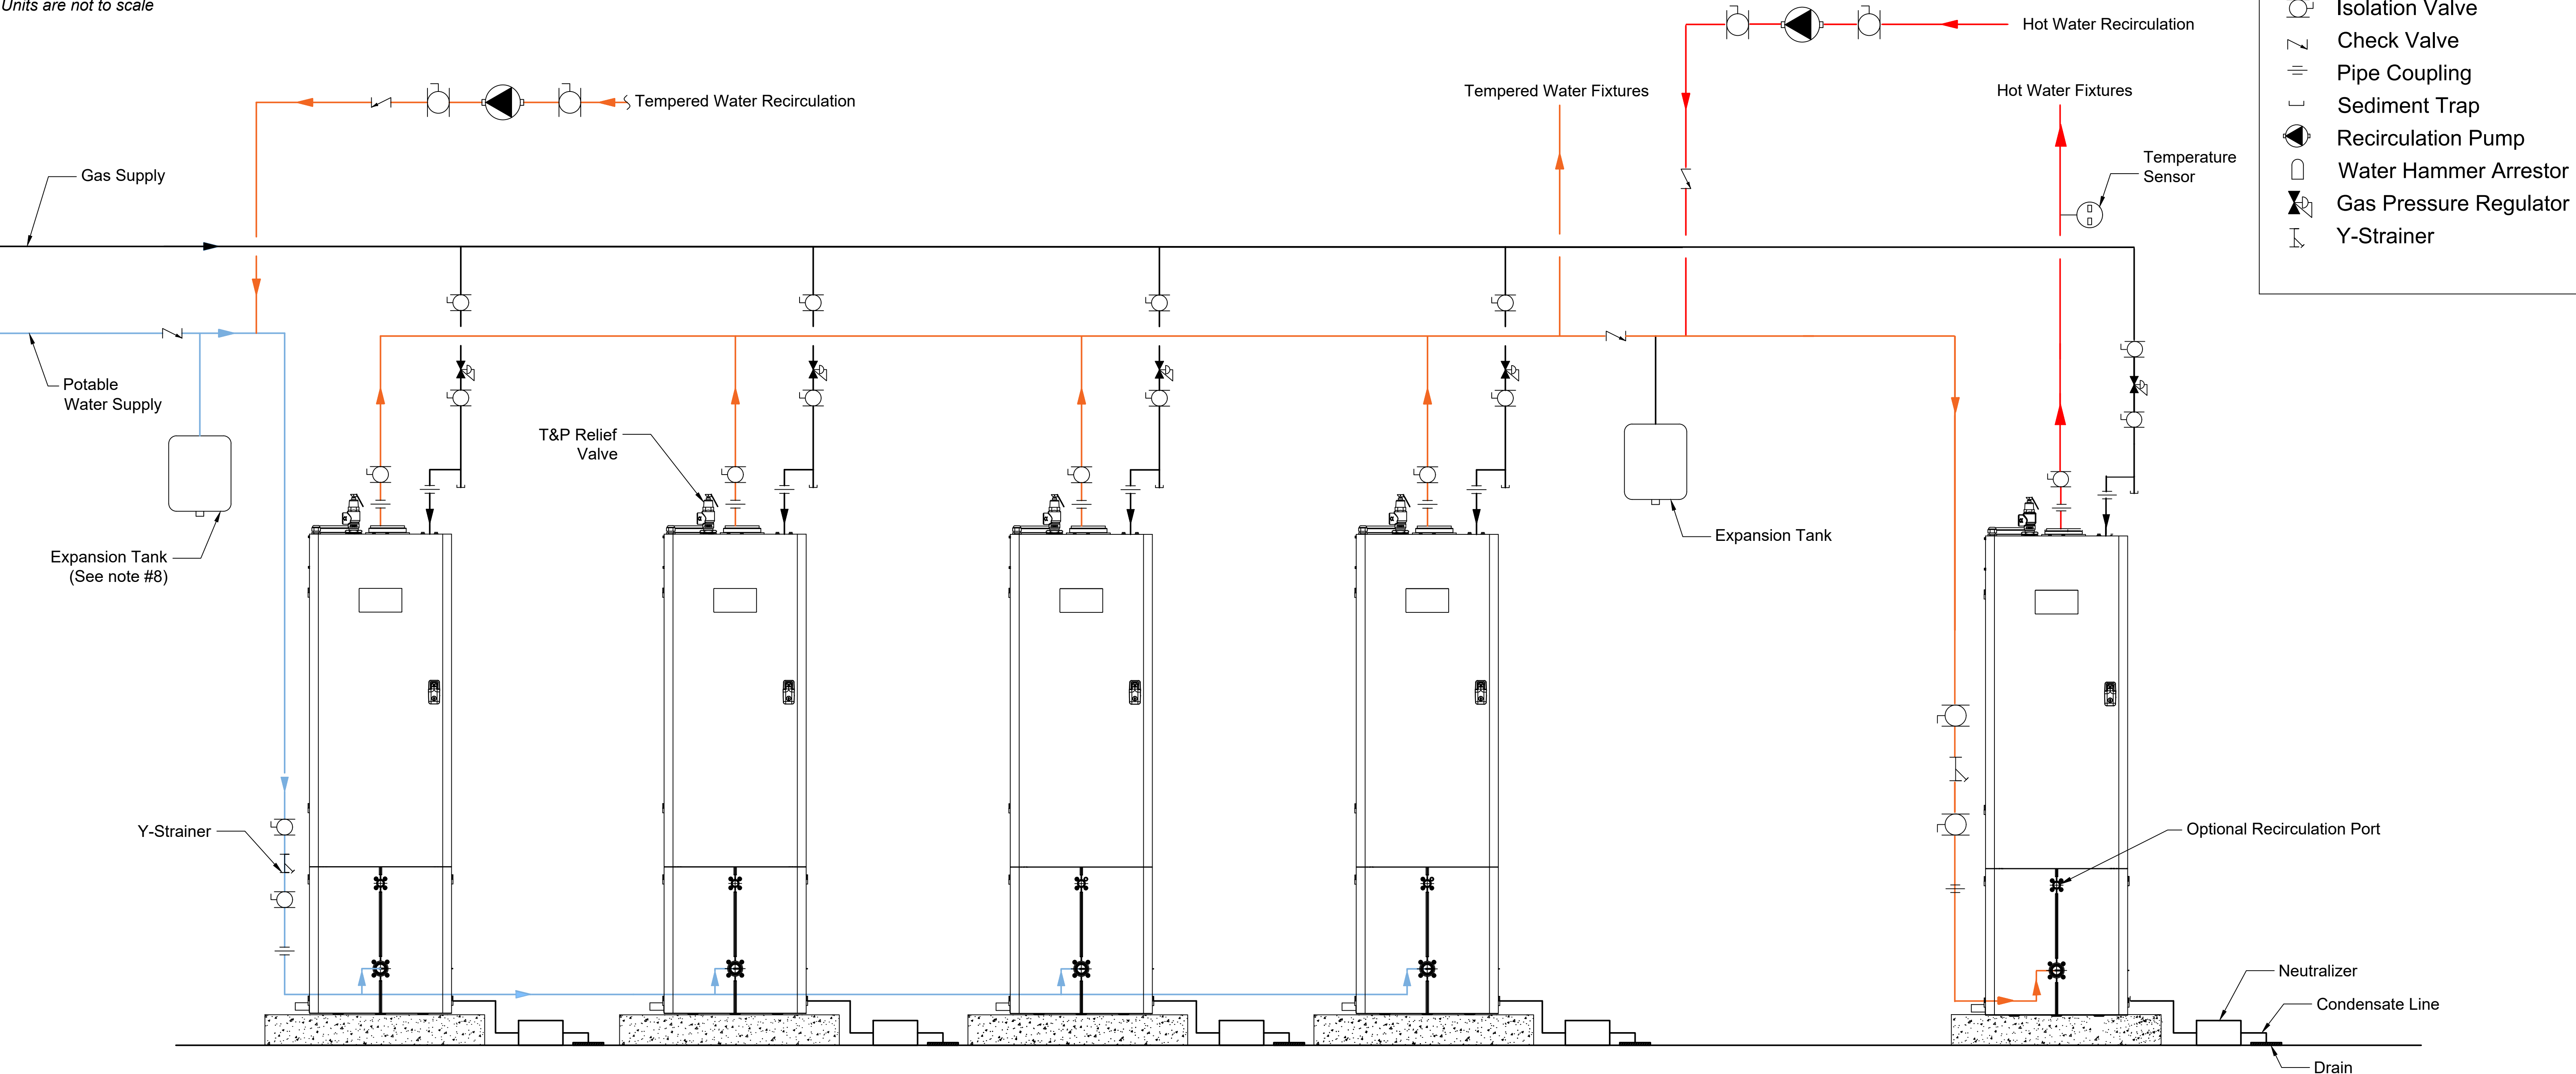 Units are not to scale
Isolation Valve
Hot Water Recirculation
Check Valve
Pipe Coupling
Tempered Water Fixtures
Hot Water Fixtures
Tempered Water Recirculation
Sediment Trap
Recirculation Pump
Temperature
Sensor
Water Hammer Arrestor
Gas Supply
Gas Pressure Regulator
Y-Strainer
Potable
Water Supply
T&P Relief
Valve
Expansion Tank
Expansion Tank
(See note #8)
Y-Strainer
Optional Recirculation Port
Neutralizer
Condensate Line
Drain